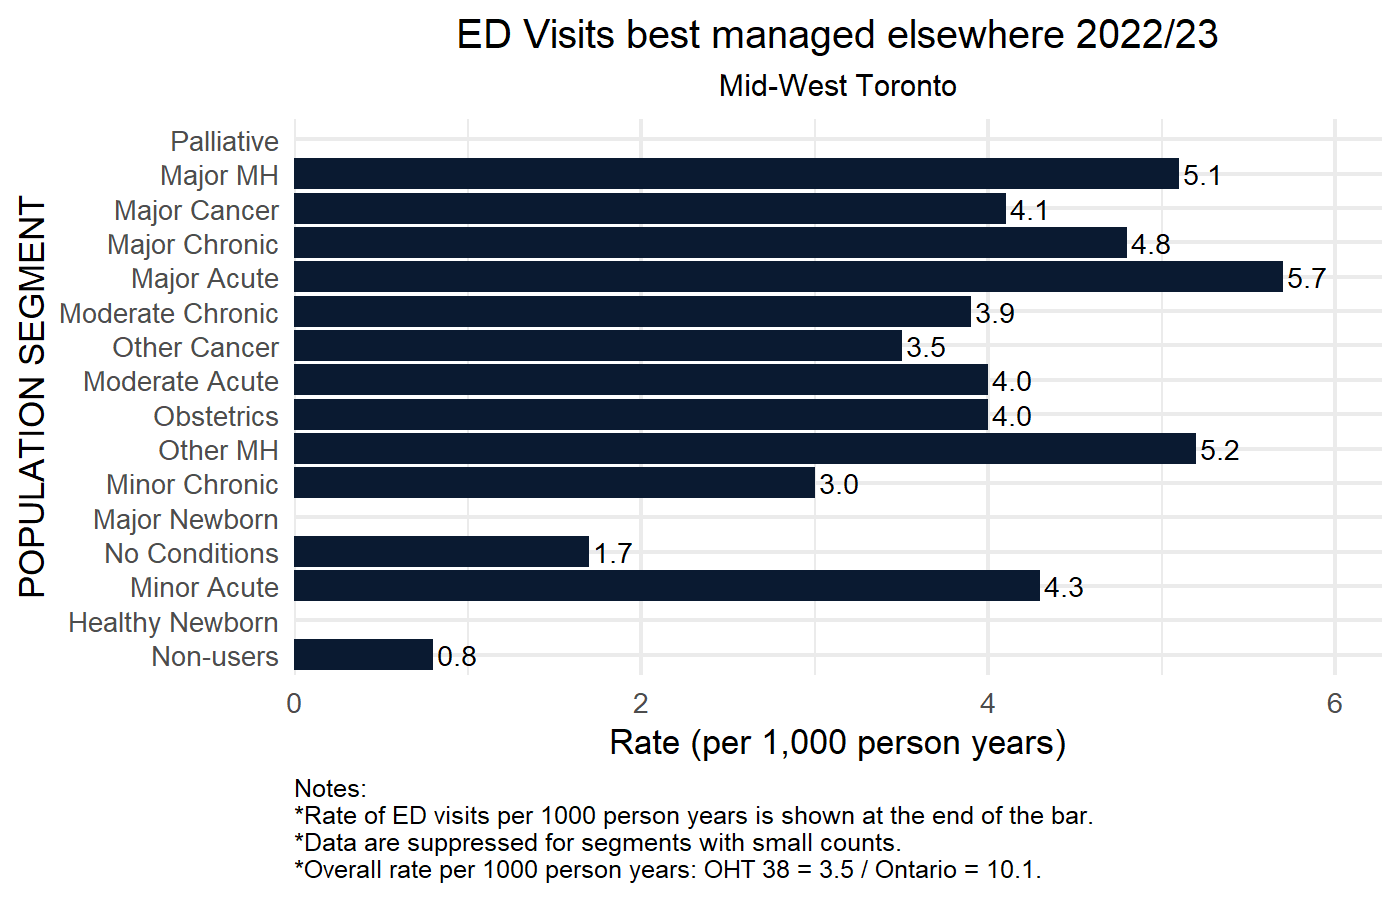 ED Visits best managed elsewhere 2022/23
Mid-West Toronto
POPULATION SEGMENT
Palliative
Major MH 5.1
Major Cancer 4.1
Major Chronic 4.8
Major Acute 5.7
Moderate Chronic 3.9
Other Cancer 3.5
Moderate Acute 4.0
Obstetrics 4.0
Other MH 5.2
Minor Chronic 3.0
Major Newborn
No Conditions 1.7
Minor Acute 4.3
Healthy Newborn
Non-users 0.8
0 2 4 6
Rate (per 1,000 person years)
Notes:
*Rate of ED visits per 1000 person years is shown at the end of the bar.
*Data are suppressed for segments with small counts.
*Overall rate per 1000 person years: OHT 38 = 3.5 / Ontario = 10.1.